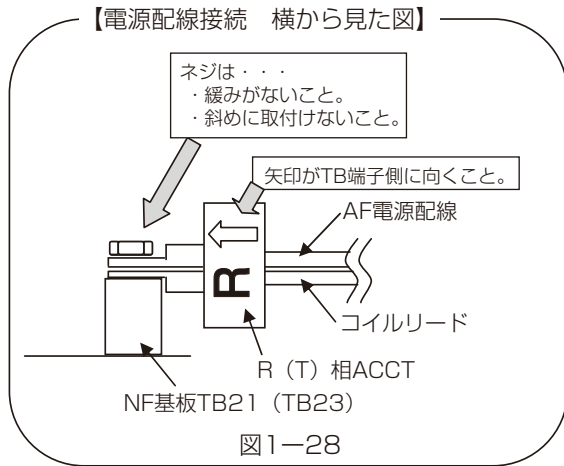 【電源配線接続　横から見た図】
ネジは・・・
・緩みがないこと。
・斜めに取付けないこと。
矢印がTB端子側に向くこと。
AF電源配線
R
コイルリード
R（T）相ACCT
NF基板TB21（TB23）
図1－28